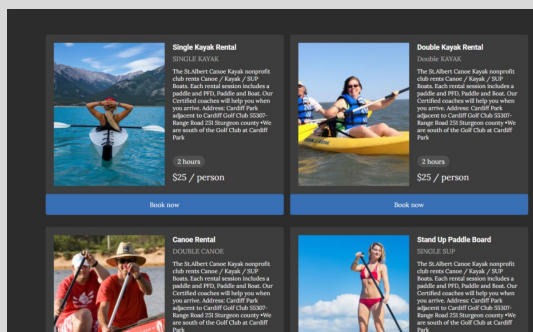 Single Kayak Rental
SINGLE KAYAK
The St.Albert Canoe Kayak nonprofit
club rents Canoe / Kayak / SUP
Boats. Each rental session includes a
paddle and PFD, Paddle and Boat. Our
Certified coaches will help you when
you arrive. Address: Cardiff Park
adjacent to Cardiff Golf Club 55307-
Range Road 251 Sturgeon county •We
are south of the Golf Club at Cardiff
Park
2 hours
$25 / person
Book now
Double Kayak Rental
Double KAYAK
The St.Albert Canoe Kayak nonprofit
club rents Canoe / Kayak / SUP
Boats. Each rental session includes a
paddle and PFD, Paddle and Boat. Our
Certified coaches will help you when
you arrive. Address: Cardiff Park
adjacent to Cardiff Golf Club 55307-
Range Road 251 Sturgeon county •We
are south of the Golf Club at Cardiff
Park
2 hours
$25 / person
Book now
Canoe Rental
DOUBLE CANOE
The St.Albert Canoe Kayak nonprofit
club rents Canoe / Kayak / SUP
Boats. Each rental session includes a
paddle and PFD, Paddle and Boat. Our
Certified coaches will help you when
you arrive. Address: Cardiff Park
adjacent to Cardiff Golf Club 55307-
Range Road 251 Sturgeon county •We
are south of the Golf Club at Cardiff
Park
Stand Up Paddle Board
SINGLE SUP
The St.Albert Canoe Kayak nonprofit
club rents Canoe / Kayak / SUP
Boats. Each rental session includes a
paddle and PFD, Paddle and Boat. Our
Certified coaches will help you when
you arrive. Address: Cardiff Park
adjacent to Cardiff Golf Club 55307-
Range Road 251 Sturgeon county •We
are south of the Golf Club at Cardiff
Park